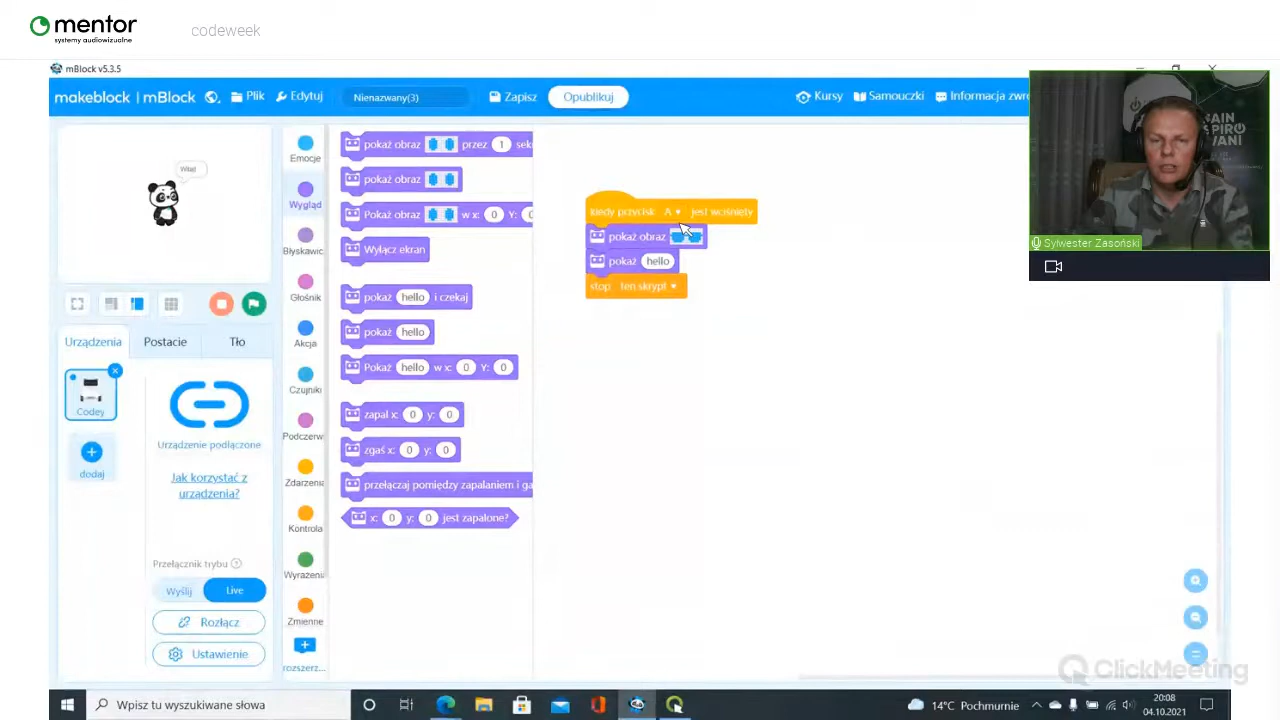 mentor
systemy audiowizualne
codeweek
mBlock v5.3.5
makeblock | mBlock
Plik
Edytuj
Nienazwany(3)
Zapisz
Opublikuj
Kursy
Samouczki
Informacja zwro
Emocje
Wygląd
Błyskawic
Głośnik
Akcja
Czujniki
Podczerw
Zdarzenia
Kontrola
Wyrażenia
Zmienne
rozszerz...
pokaż obraz przez 1 sek
pokaż obraz
Pokaż obraz w x: 0 Y: 0
Wyłącz ekran
pokaż hello i czekaj
pokaż hello
Pokaż hello w x: 0 Y: 0
zapal x: 0 y: 0
zgaś x: 0 y: 0
przełączaj pomiędzy zapalaniem i ga
x: 0 y: 0 jest zapalone?
kiedy przycisk A jest wciśnięty
pokaż obraz
pokaż hello
stop ten skrypt
Sylwester Zasoński
Urządzenia
Postacie
Tło
Codey
dodaj
Urządzenie podłączone
Jak korzystać z
urządzenia?
Przełącznik trybu
Wyślij
Live
Rozłącz
Ustawienie
ClickMeeting
Wpisz tu wyszukiwane słowa
14°C Pochmurnie
20:08
04.10.2021